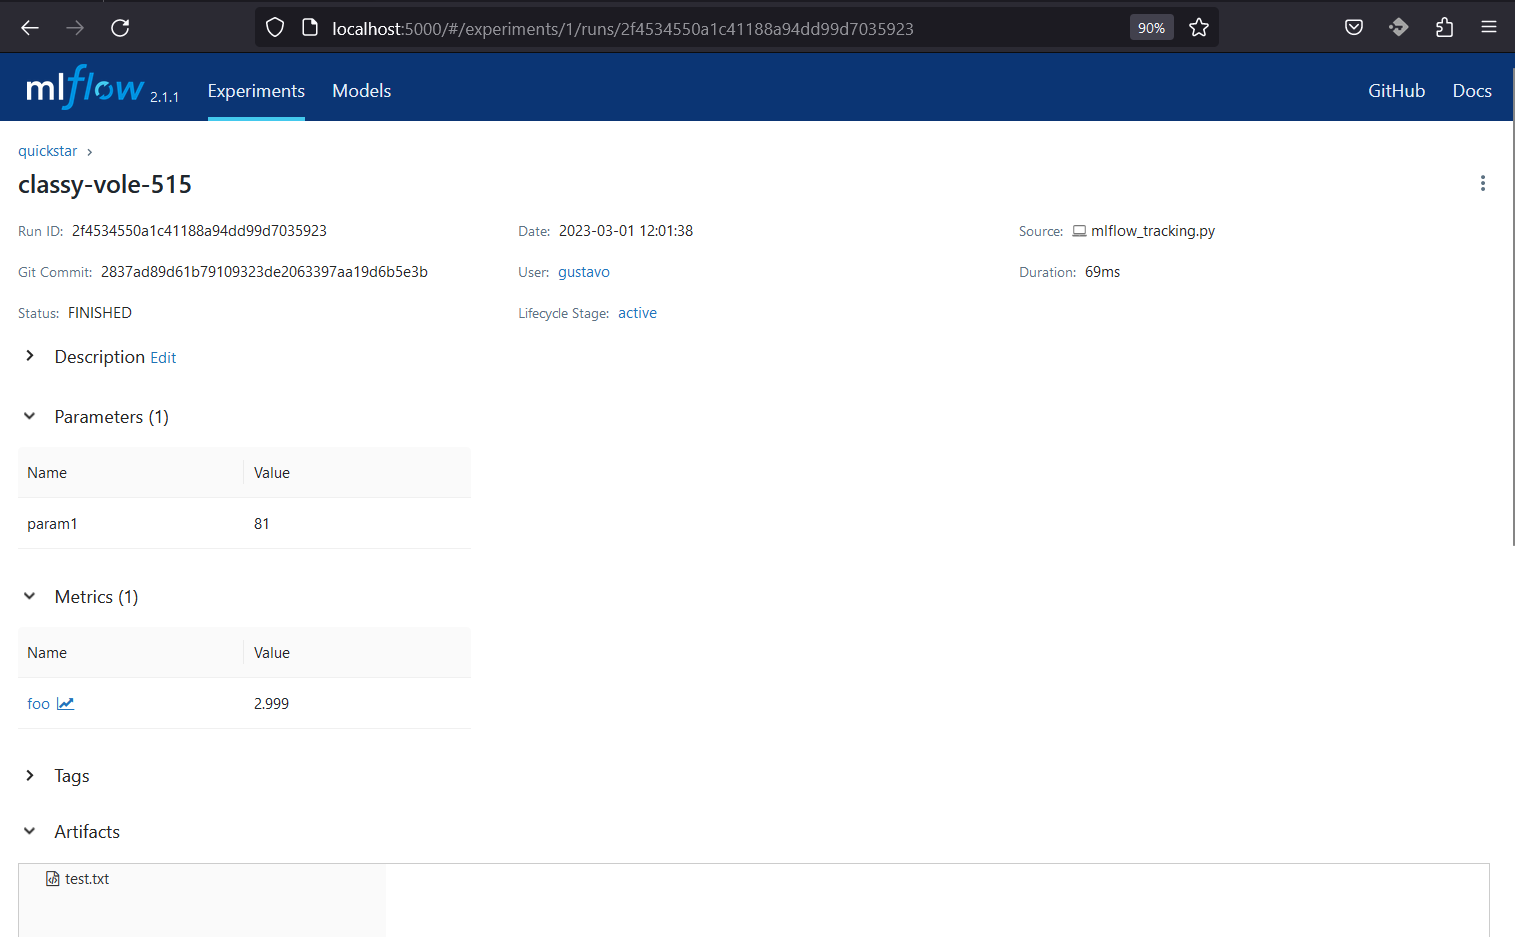 localhost:5000/#/experiments/1/runs/2f4534550a1c41188a94dd99d7035923 90%
mlflow 2.1.1 Experiments Models GitHub Docs
quickstar >
classy-vole-515
Run ID: 2f4534550a1c41188a94dd99d7035923 Date: 2023-03-01 12:01:38 Source: mlflow_tracking.py
Git Commit: 2837ad89d61b79109323de2063397aa19d6b5e3b User: gustavo Duration: 69ms
Status: FINISHED Lifecycle Stage: active
Description Edit
Parameters (1)
Name Value
param1 81
Metrics (1)
Name Value
foo 2.999
Tags
Artifacts
test.txt